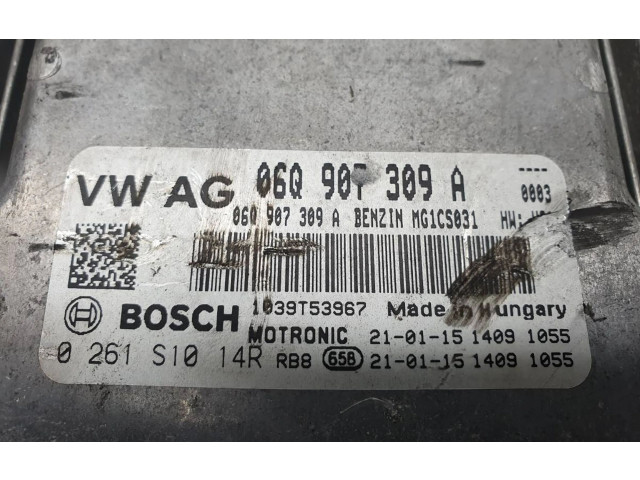 VW AG 06Q 907 309 A ----
0003
06Q 907 309 A BENZIN MG1CS031 HW:
1039T53967 Made in Hungary
BOSCH
MOTRONIC 21-01-15 1409 1055
0 261 S10 14R RB8 658 21-01-15 1409 1055